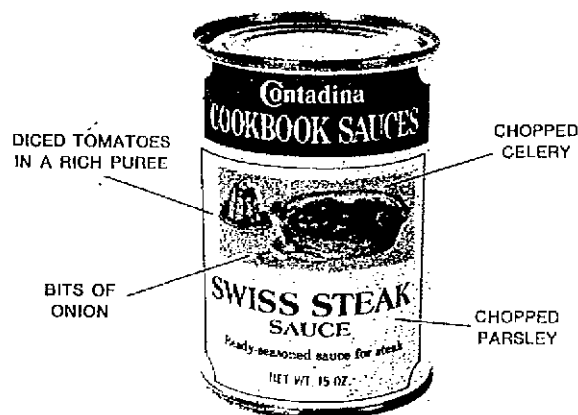 Contadina
COOKBOOK SAUCES
DICED TOMATOES
IN A RICH PUREE
CHOPPED
CELERY
BITS OF
ONION
SWISS STEAK
SAUCE
Ready-seasoned sauce for steak
NET WT. 15 OZ.
CHOPPED
PARSLEY